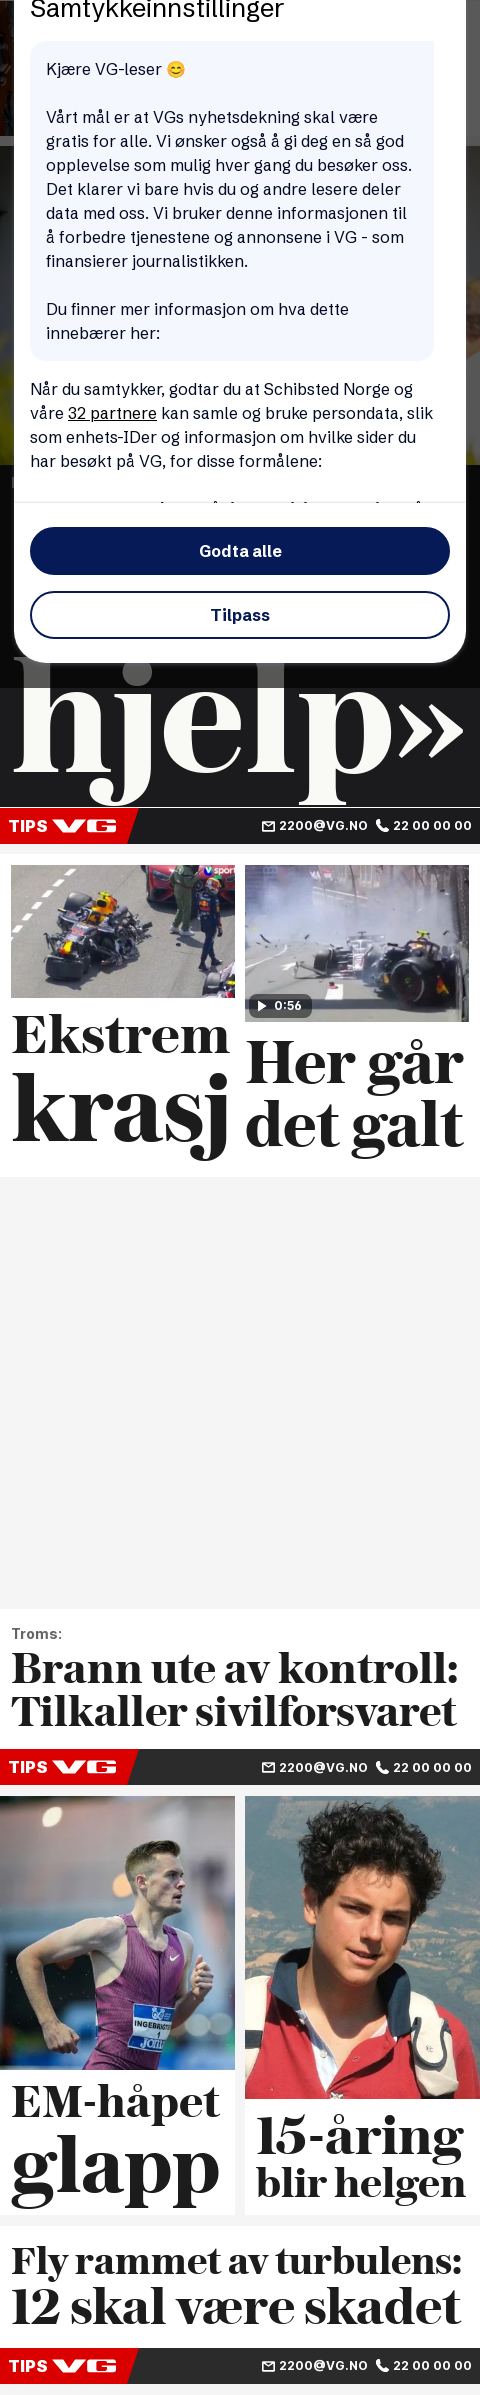 Samtykkeinnstillinger
Kjære VG-leser 😊
Vårt mål er at VGs nyhetsdekning skal være
gratis for alle. Vi ønsker også å gi deg en så god
opplevelse som mulig hver gang du besøker oss.
Det klarer vi bare hvis du og andre lesere deler
data med oss. Vi bruker denne informasjonen til
å forbedre tjenestene og annonsene i VG - som
finansierer journalistikken.
Du finner mer informasjon om hva dette
innebærer her:
Når du samtykker, godtar du at Schibsted Norge og
våre 32 partnere kan samle og bruke persondata, slik
som enhets-IDer og informasjon om hvilke sider du
har besøkt på VG, for disse formålene:
Godta alle
Tilpass
hjelp»
TIPS VG 2200@VG.NO 22 00 00 00
V sport
0:56
Ekstrem
krasj
Her går
det galt
Troms:
Brann ute av kontroll:
Tilkaller sivilforsvaret
TIPS VG 2200@VG.NO 22 00 00 00
INGEBRIGTS
1
EM-håpet
glapp
15-åring
blir helgen
Fly rammet av turbulens:
12 skal være skadet
TIPS VG 2200@VG.NO 22 00 00 00